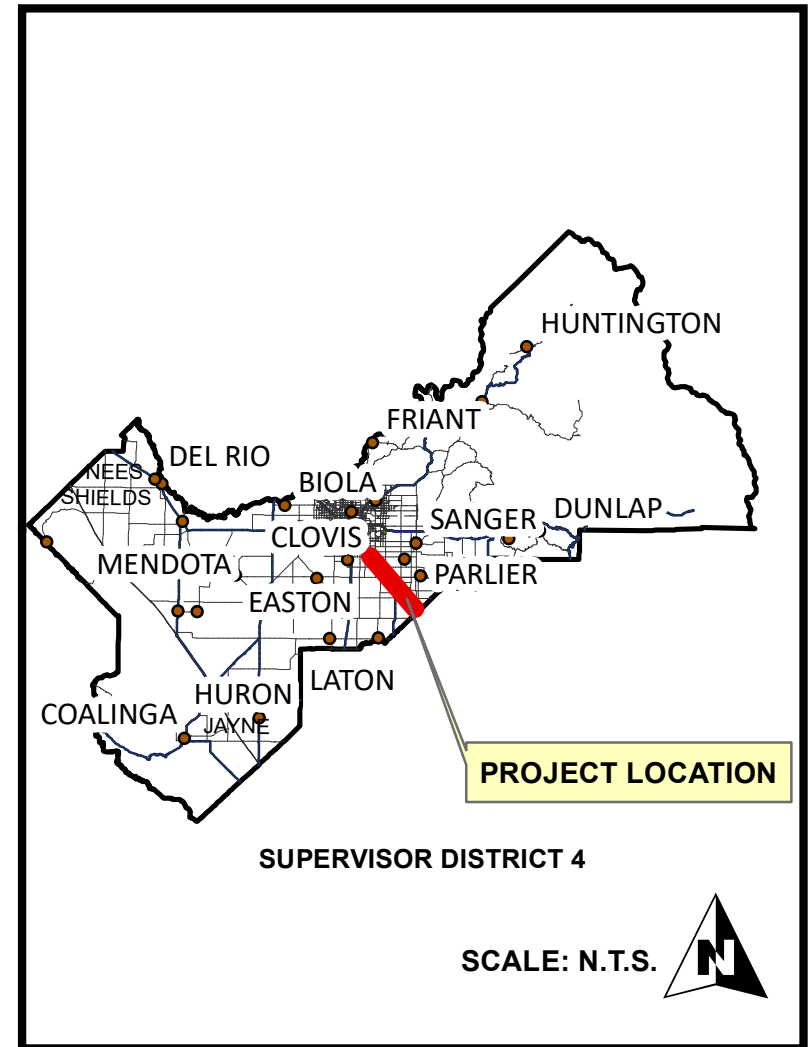 HUNTINGTON
FRIANT
DEL RIO
NEES
BIOLA
SHIELDS
SANGER
DUNLAP
CLOVIS
MENDOTA
PARLIER
EASTON
LATON
HURON
COALINGA
JAYNE
PROJECT LOCATION
SUPERVISOR DISTRICT 4
SCALE: N.T.S.
N